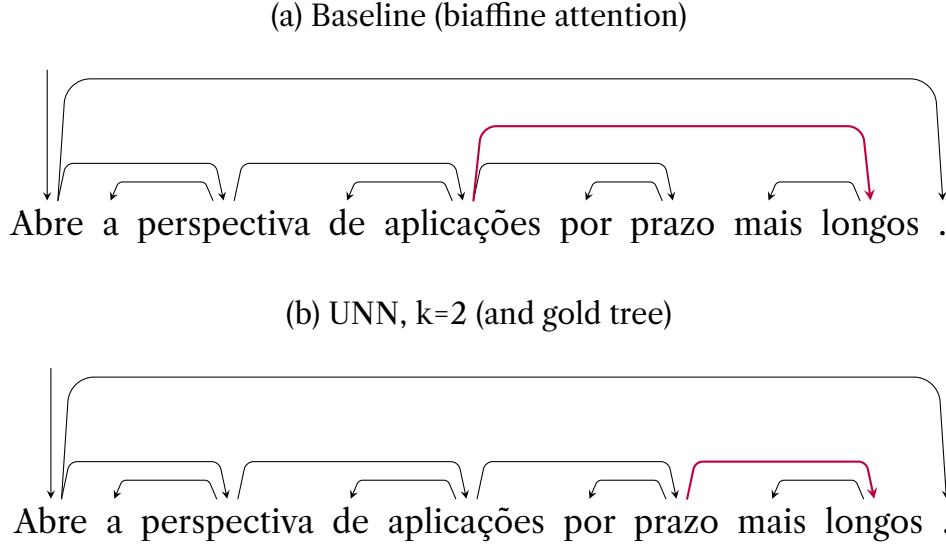 (a) Baseline (biaffine attention)
Abre a perspectiva de aplicações por prazo mais longos .
(b) UNN, k=2 (and gold tree)
Abre a perspectiva de aplicações por prazo mais longos .